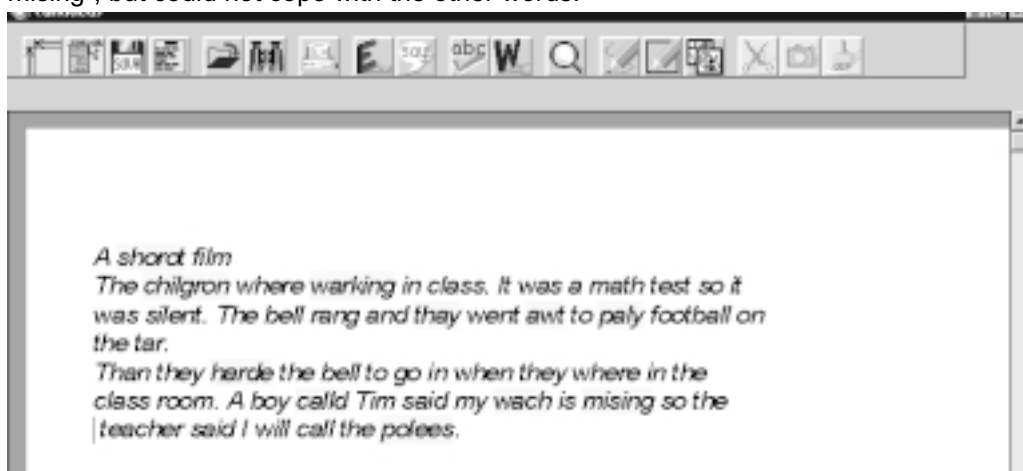 mising', but could not cope with the other words.
A shorat film
The chilgron where warking in class. It was a math test so it
was silent. The bell rang and thay went awt to paly football on
the tar.
Than they harde the bell to go in when they where in the
class room. A boy calld Tim said my wach is mising so the
teacher said I will call the polees.